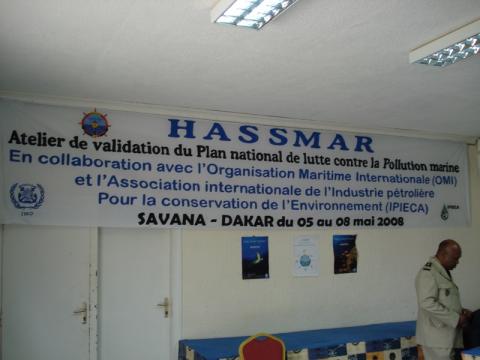 HASSMAR
Atelier de validation du Plan national de lutte contre la Pollution marine
En collaboration avec l'Organisation Maritime Internationale (OMI)
et l'Association internationale de l'Industrie pétrolière
Pour la conservation de l'Environnement (IPIECA)
SAVANA - DAKAR du 05 au 08 mai 2008
IMO
IPIECA